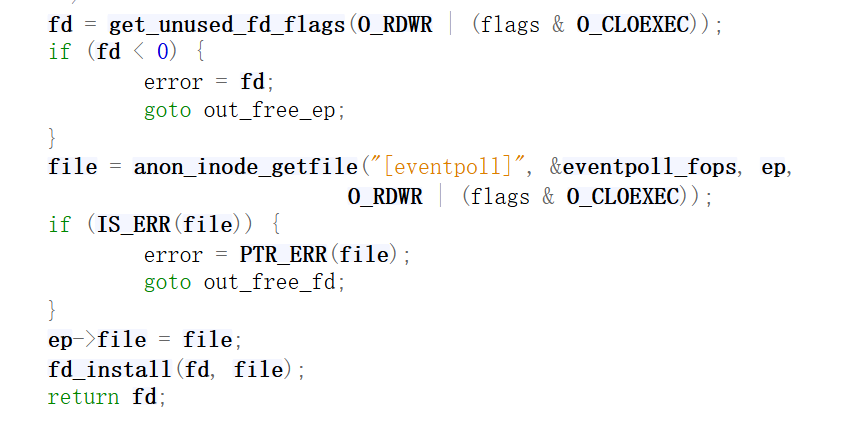 fd = get_unused_fd_flags(O_RDWR | (flags & O_CLOEXEC));
if (fd < 0) {
error = fd;
goto out_free_ep;
}
file = anon_inode_getfile("[eventpoll]", &eventpoll_fops, ep,
O_RDWR | (flags & O_CLOEXEC));
if (IS_ERR(file)) {
error = PTR_ERR(file);
goto out_free_fd;
}
ep->file = file;
fd_install(fd, file);
return fd;